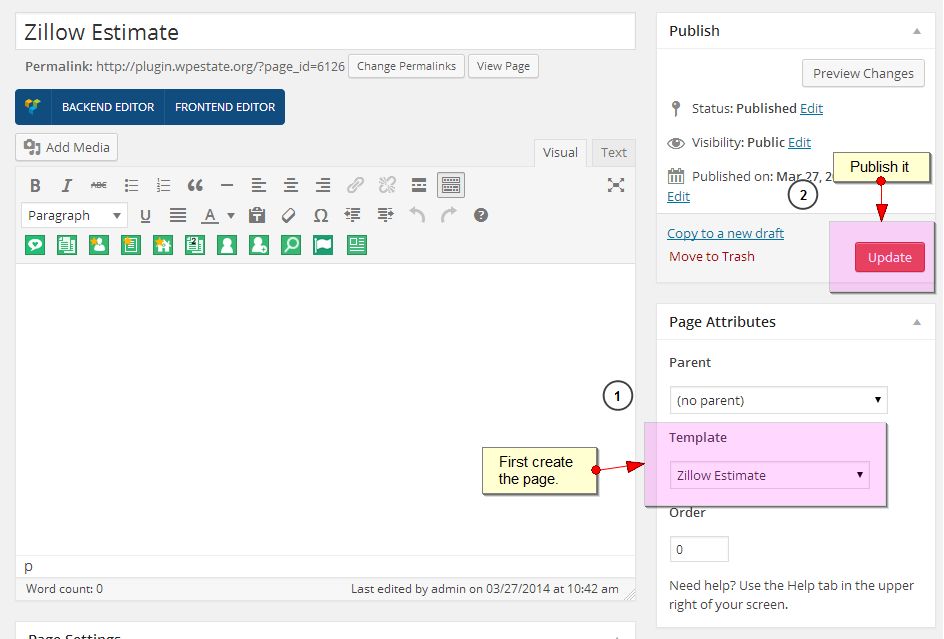 Zillow Estimate
Permalink: http://plugin.wpestate.org/?page_id=6126 Change Permalinks View Page
BACKEND EDITOR FRONTEND EDITOR
Add Media
Visual Text
B I ABC
Paragraph U A Ω ?
2
p
Word count: 0 Last edited by admin on 03/27/2014 at 10:42 am
Page Settings
Publish
Preview Changes
Status: Published Edit
Visibility: Public Edit
Publish it
Published on: Mar 27,
2
Edit
Copy to a new draft
Move to Trash
Update
Page Attributes
Parent
1
(no parent)
Template
First create
the page.
Zillow Estimate
Order
0
Need help? Use the Help tab in the upper
right of your screen.